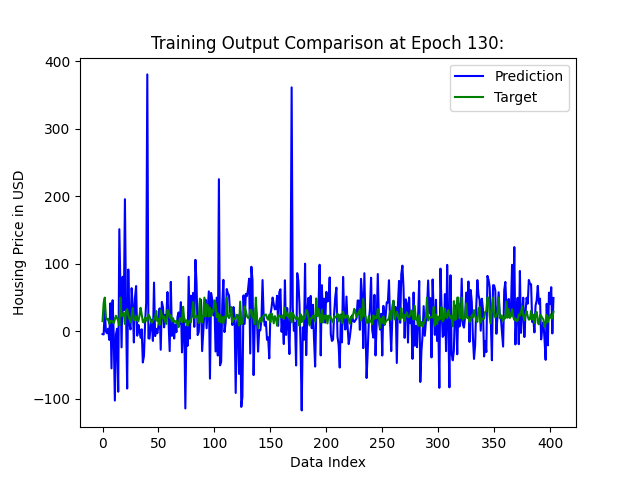 Training Output Comparison at Epoch 130:
Prediction
Target
Housing Price in USD
400
300
200
100
0
−100
0 50 100 150 200 250 300 350 400
Data Index